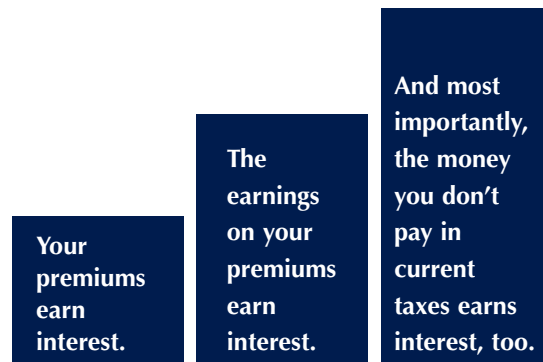 Your
premiums
earn
interest.
The
earnings
on your
premiums
earn
interest.
And most
importantly,
the money
you don’t
pay in
current
taxes earns
interest, too.